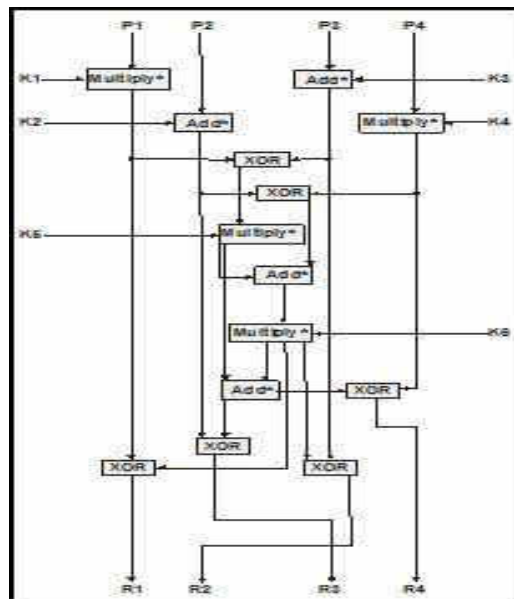 P1 P2 P3 P4
K1 Multiply* Add* K3
K2 Add* Multiply* K4
XOR
XOR
K5 Multiply*
Add*
Multiply* K6
Add* XOR
XOR
XOR XOR
R1 R2 R3 R4